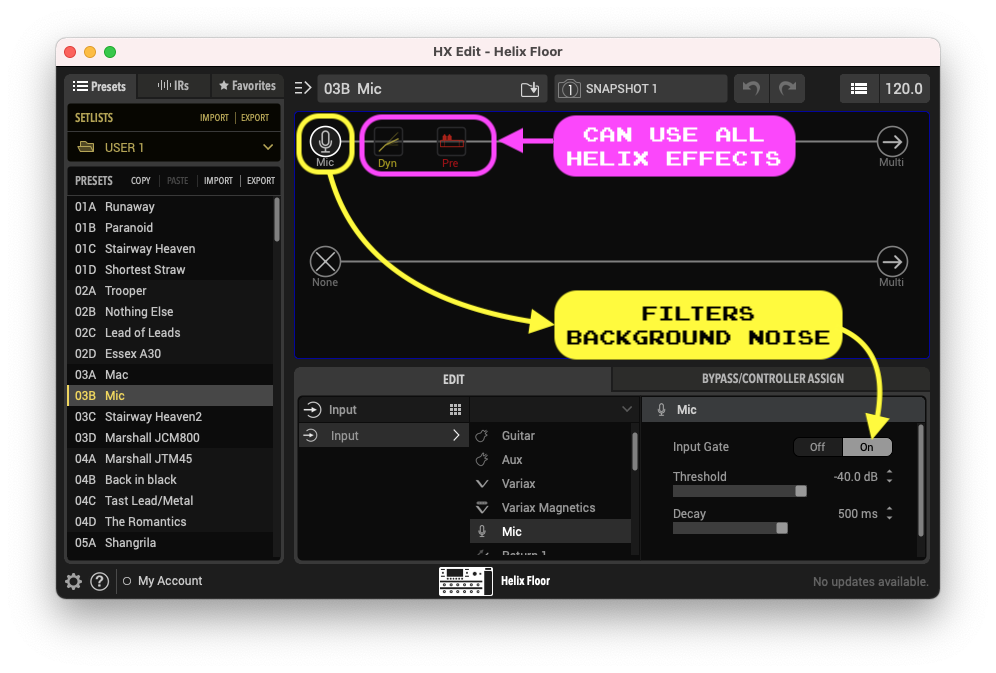 HX Edit - Helix Floor
Presets
IRs
Favorites
03B Mic
1
SNAPSHOT 1
120.0
SETLISTS
IMPORT | EXPORT
USER 1
PRESETS
COPY
PASTE
IMPORT
EXPORT
01A Runaway
01B Paranoid
01C Stairway Heaven
01D Shortest Straw
02A Trooper
02B Nothing Else
02C Lead of Leads
02D Essex A30
03A Mac
03B Mic
03C Stairway Heaven2
03D Marshall JCM800
04A Marshall JTM45
04B Back in black
04C Tast Lead/Metal
04D The Romantics
05A Shangrila
Mic
Dyn
Pre
CAN USE ALL
HELIX EFFECTS
Multi
None
Multi
FILTERS
BACKGROUND NOISE
EDIT
BYPASS/CONTROLLER ASSIGN
Input
Input
Guitar
Aux
Variax
Variax Magnetics
Mic
Return 1
Mic
Input Gate
Off
On
Threshold
-40.0 dB
Decay
500 ms
?
My Account
Helix Floor
No updates available.